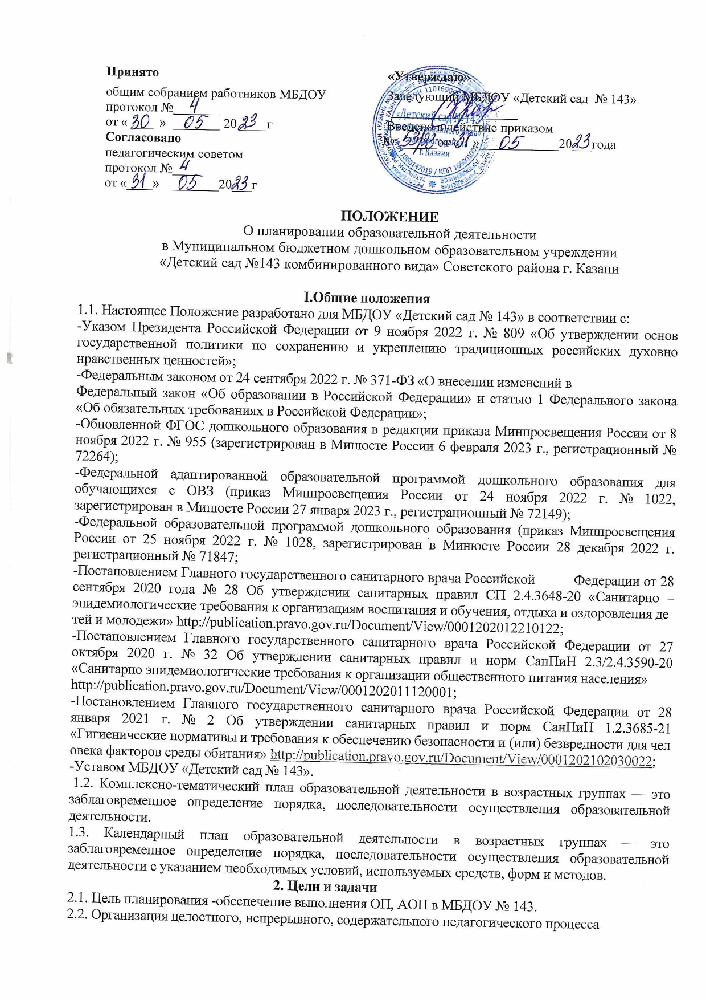 Принято
общим собранием работников МБДОУ
протокол № 4
от « 30 » 05 2023 г
Согласовано
педагогическим советом
протокол № 4
от « 31 » 05 2023 г
«Утверждаю»
Заведующий МБДОУ «Детский сад № 143»
Введено в действие приказом
№ от « 31 » 05 2023 года
«Детский сад № 143
г. Казани
ПОЛОЖЕНИЕ
О планировании образовательной деятельности
в Муниципальном бюджетном дошкольном образовательном учреждении
«Детский сад №143 комбинированного вида» Советского района г. Казани
I.Общие положения
1.1. Настоящее Положение разработано для МБДОУ «Детский сад № 143» в соответствии с:
-Указом Президента Российской Федерации от 9 ноября 2022 г. № 809 «Об утверждении основ
государственной политики по сохранению и укреплению традиционных российских духовно
нравственных ценностей»;
-Федеральным законом от 24 сентября 2022 г. № 371-ФЗ «О внесении изменений в
Федеральный закон «Об образовании в Российской Федерации» и статью 1 Федерального закона
«Об обязательных требованиях в Российской Федерации»;
-Обновленной ФГОС дошкольного образования в редакции приказа Минпросвещения России от 8
ноября 2022 г. № 955 (зарегистрирован в Минюсте России 6 февраля 2023 г., регистрационный №
72264);
-Федеральной адаптированной образовательной программой дошкольного образования для
обучающихся с ОВЗ (приказ Минпросвещения России от 24 ноября 2022 г. № 1022,
зарегистрирован в Минюсте России 27 января 2023 г., регистрационный № 72149);
-Федеральной образовательной программой дошкольного образования (приказ Минпросвещения
России от 25 ноября 2022 г. № 1028, зарегистрирован в Минюсте России 28 декабря 2022 г.
регистрационный № 71847;
-Постановлением Главного государственного санитарного врача Российской Федерации от 28
сентября 2020 года № 28 Об утверждении санитарных правил СП 2.4.3648-20 «Санитарно –
эпидемиологические требования к организациям воспитания и обучения, отдыха и оздоровления де
тей и молодежи» http://publication.pravo.gov.ru/Document/View/0001202012210122;
-Постановлением Главного государственного санитарного врача Российской Федерации от 27
октября 2020 г. № 32 Об утверждении санитарных правил и норм СанПиН 2.3/2.4.3590-20
«Санитарно эпидемиологические требования к организации общественного питания населения»
http://publication.pravo.gov.ru/Document/View/0001202011120001;
-Постановлением Главного государственного санитарного врача Российской Федерации от 28
января 2021 г. № 2 Об утверждении санитарных правил и норм СанПиН 1.2.3685-21
«Гигиенические нормативы и требования к обеспечению безопасности и (или) безвредности для чел
овека факторов среды обитания» http://publication.pravo.gov.ru/Document/View/0001202102030022;
-Уставом МБДОУ «Детский сад № 143».
1.2. Комплексно-тематический план образовательной деятельности в возрастных группах — это
заблаговременное определение порядка, последовательности осуществления образовательной
деятельности.
1.3. Календарный план образовательной деятельности в возрастных группах — это
заблаговременное определение порядка, последовательности осуществления образовательной
деятельности с указанием необходимых условий, используемых средств, форм и методов.
2. Цели и задачи
2.1. Цель планирования -обеспечение выполнения ОП, АОП в МБДОУ № 143.
2.2. Организация целостного, непрерывного, содержательного педагогического процесса